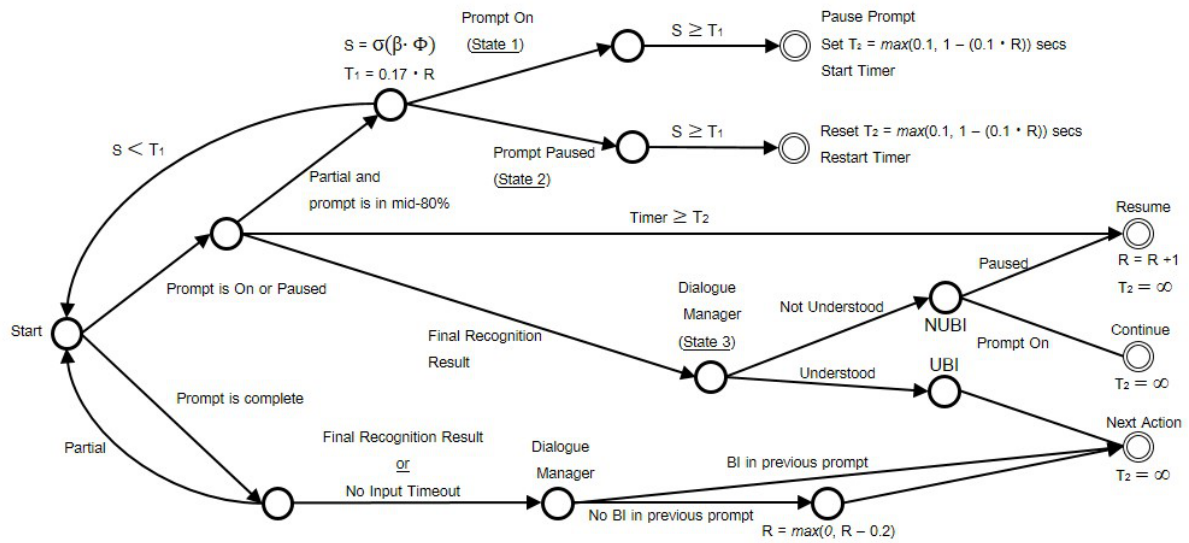 Prompt On
(State 1)
S ≥ T₁
Pause Prompt
Set T₂ = max(0.1, 1 – (0.1 · R)) secs
Start Timer
S = σ(β· Φ)
T₁ = 0.17 · R
S < T₁
Prompt Paused
(State 2)
S ≥ T₁
Reset T₂ = max(0.1, 1 – (0.1 · R)) secs
Restart Timer
Partial and
prompt is in mid-80%
Timer ≥ T₂
Resume
R = R +1
T₂ = ∞
Prompt is On or Paused
Start
Final Recognition
Result
Dialogue
Manager
(State 3)
Not Understood
Paused
NUBI
Prompt On
Continue
T₂ = ∞
Understood
UBI
Prompt is complete
Partial
Final Recognition Result
or
No Input Timeout
Dialogue
Manager
BI in previous prompt
No BI in previous prompt
R = max(0, R – 0.2)
Next Action
T₂ = ∞